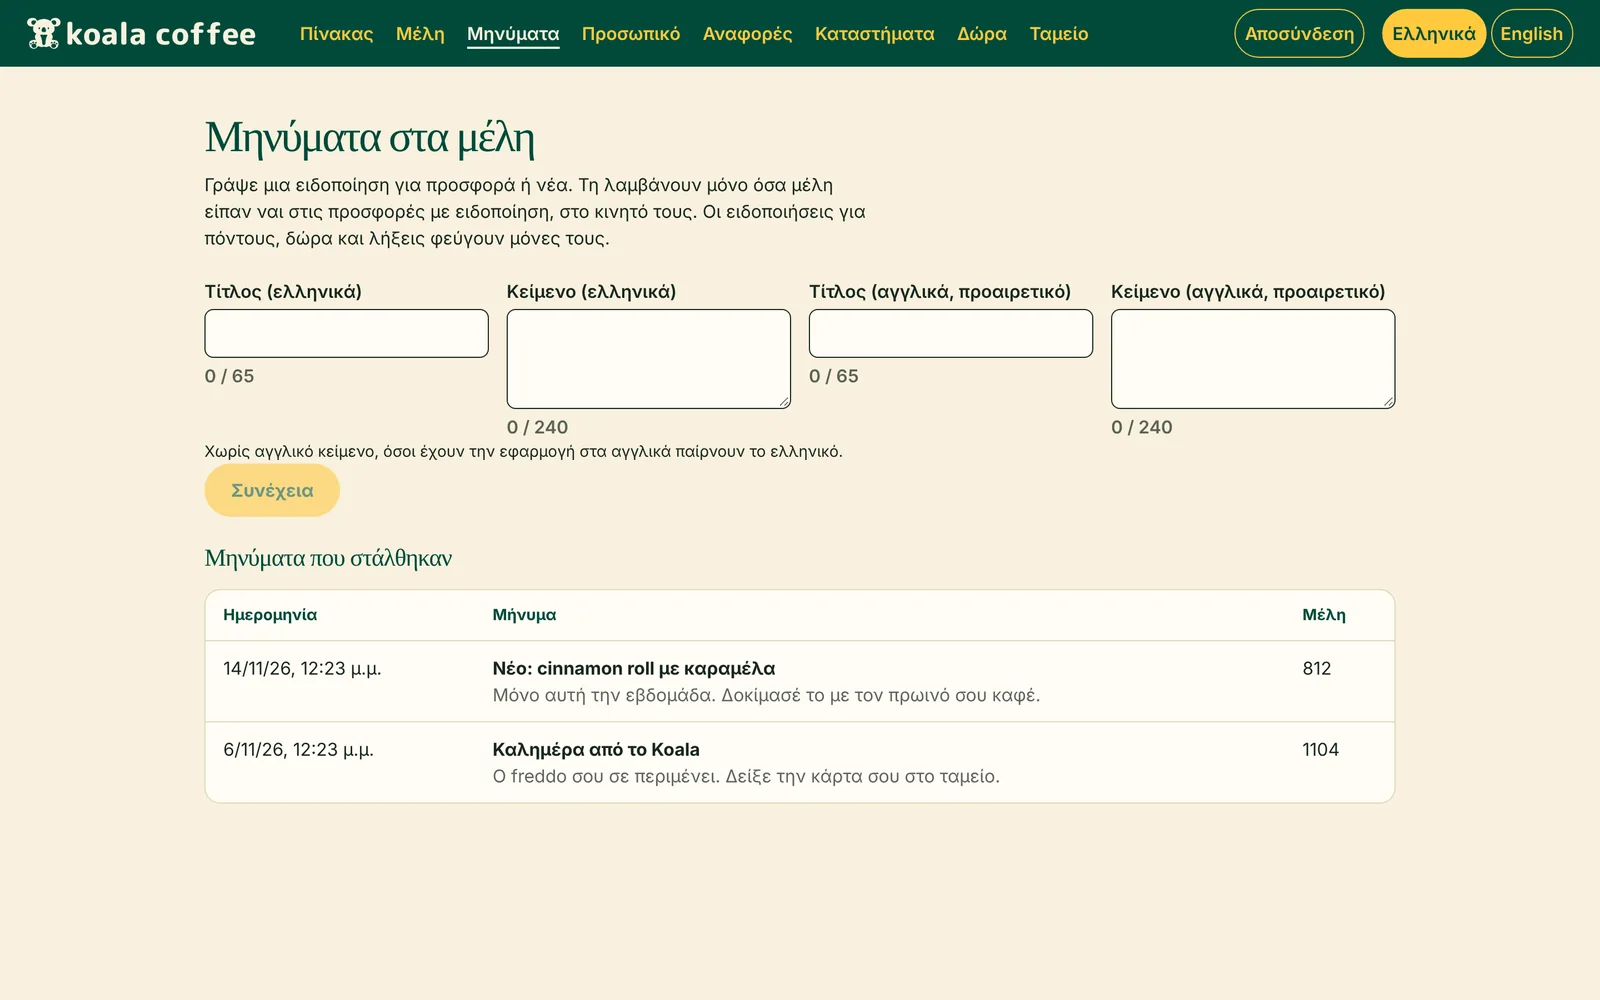 koala coffee Πίνακας Μέλη Μηνύματα Προσωπικό Αναφορές Καταστήματα Δώρα Ταμείο Αποσύνδεση Ελληνικά English
Μηνύματα στα μέλη
Γράψε μια ειδοποίηση για προσφορά ή νέα. Τη λαμβάνουν μόνο όσα μέλη
είπαν ναι στις προσφορές με ειδοποίηση, στο κινητό τους. Οι ειδοποιήσεις για
πόντους, δώρα και λήξεις φεύγουν μόνες τους.
Τίτλος (ελληνικά) Κείμενο (ελληνικά) Τίτλος (αγγλικά, προαιρετικό) Κείμενο (αγγλικά, προαιρετικό)
0 / 65 0 / 65
0 / 240 0 / 240
Χωρίς αγγλικό κείμενο, όσοι έχουν την εφαρμογή στα αγγλικά παίρνουν το ελληνικό.
Συνέχεια
Μηνύματα που στάλθηκαν
Ημερομηνία Μήνυμα Μέλη
14/11/26, 12:23 μ.μ. Νέο: cinnamon roll με καραμέλα 812
Μόνο αυτή την εβδομάδα. Δοκίμασέ το με τον πρωινό σου καφέ.
6/11/26, 12:23 μ.μ. Καλημέρα από το Koala 1104
Ο freddo σου σε περιμένει. Δείξε την κάρτα σου στο ταμείο.